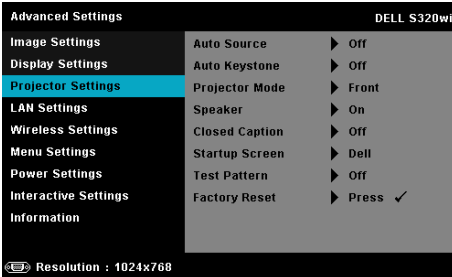 Advanced Settings DELL S320wi
Image Settings
Display Settings
Projector Settings
LAN Settings
Wireless Settings
Menu Settings
Power Settings
Interactive Settings
Information
Auto Source Off
Auto Keystone Off
Projector Mode Front
Speaker On
Closed Caption Off
Startup Screen Dell
Test Pattern Off
Factory Reset Press ✓
Resolution : 1024x768